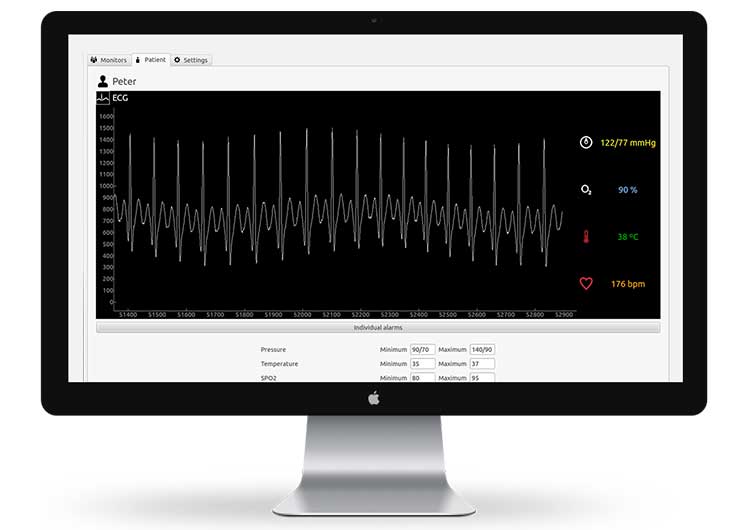 Monitors Patient Settings
Peter
ECG
1600
1500
1400
1300
1200
1100
1000
900
800
700
600
500
400
300
200
100
0
51400 51500 51600 51700 51800 51900 52000 52100 52200 52300 52400 52500 52600 52700 52800 52900
122/77 mmHg
O2 90 %
38 ºC
176 bpm
Individual alarms
Pressure Minimum 90/70 Maximum 140/90
Temperature Minimum 35 Maximum 37
SPO2 Minimum 80 Maximum 95